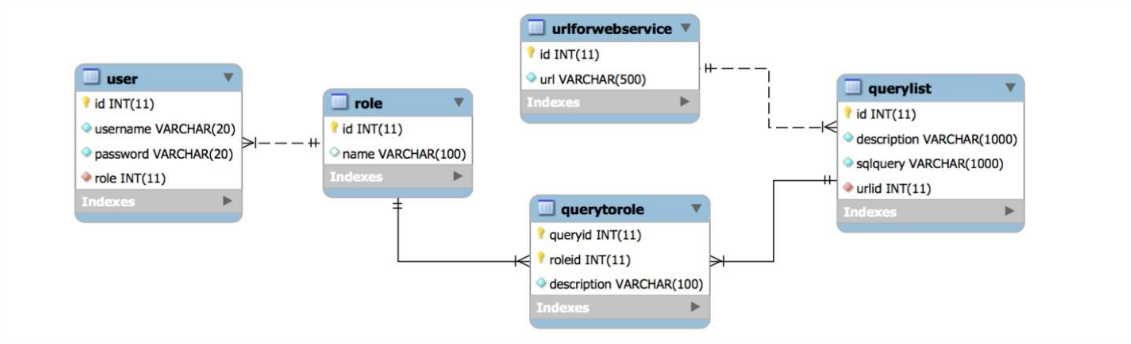 user
id INT(11)
username VARCHAR(20)
password VARCHAR(20)
role INT(11)
Indexes
role
id INT(11)
name VARCHAR(100)
Indexes
urlforwebservice
id INT(11)
url VARCHAR(500)
Indexes
querytorole
queryid INT(11)
roleid INT(11)
description VARCHAR(100)
Indexes
querylist
id INT(11)
description VARCHAR(1000)
sqlquery VARCHAR(1000)
urlid INT(11)
Indexes